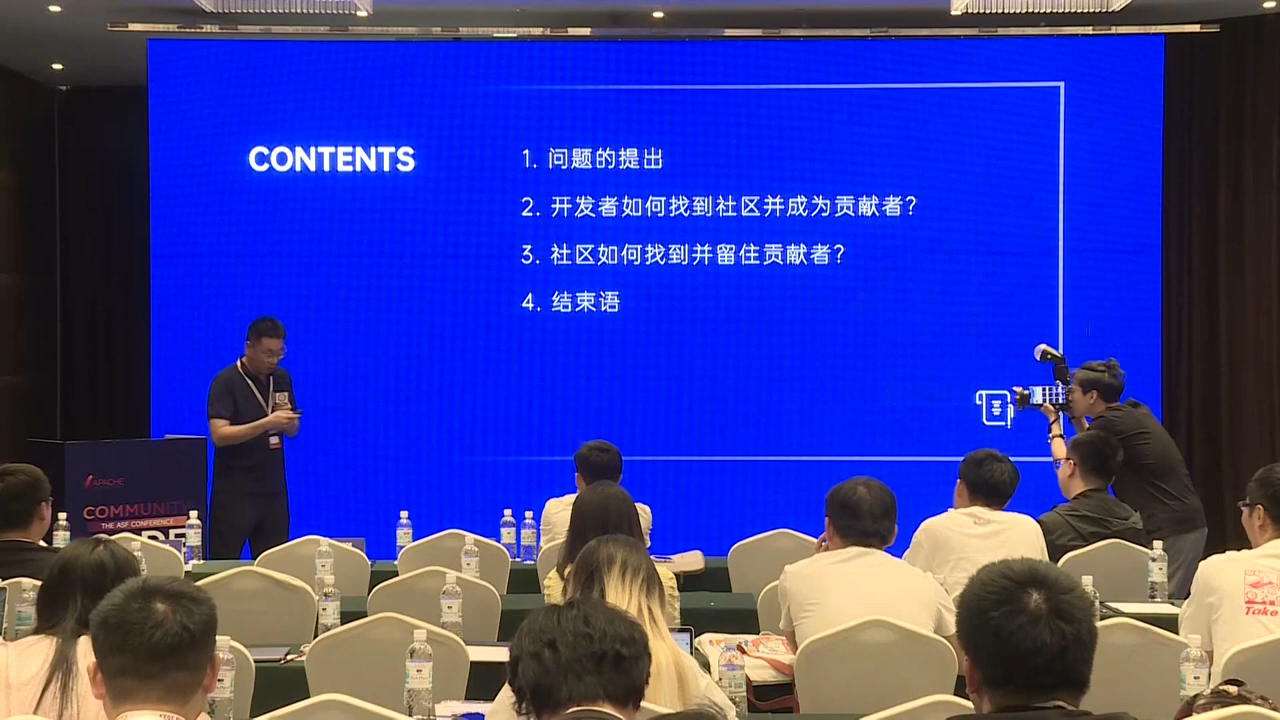 CONTENTS
1. 问题的提出
2. 开发者如何找到社区并成为贡献者?
3. 社区如何找到并留住贡献者?
4. 结束语
APACHE
COMMUNITY
THE ASF CONFERENCE
Take